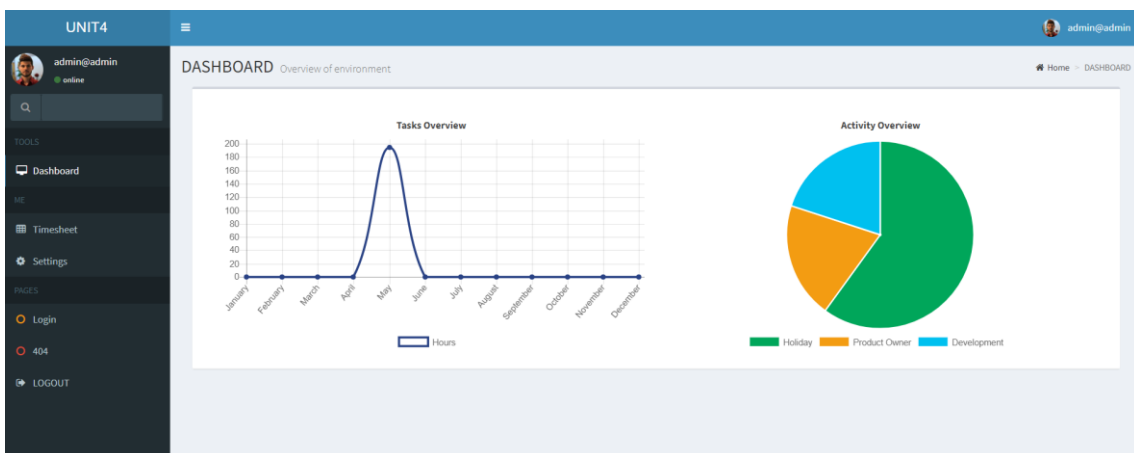 UNIT4
admin@admin
admin@admin
online
DASHBOARD Overview of environment
Home > DASHBOARD
TOOLS
Dashboard
ME
Timesheet
Settings
PAGES
Login
404
LOGOUT
Tasks Overview
200
180
160
140
120
100
80
60
40
20
0
January
February
March
April
May
June
July
August
September
October
November
December
Hours
Activity Overview
Holiday
Product Owner
Development